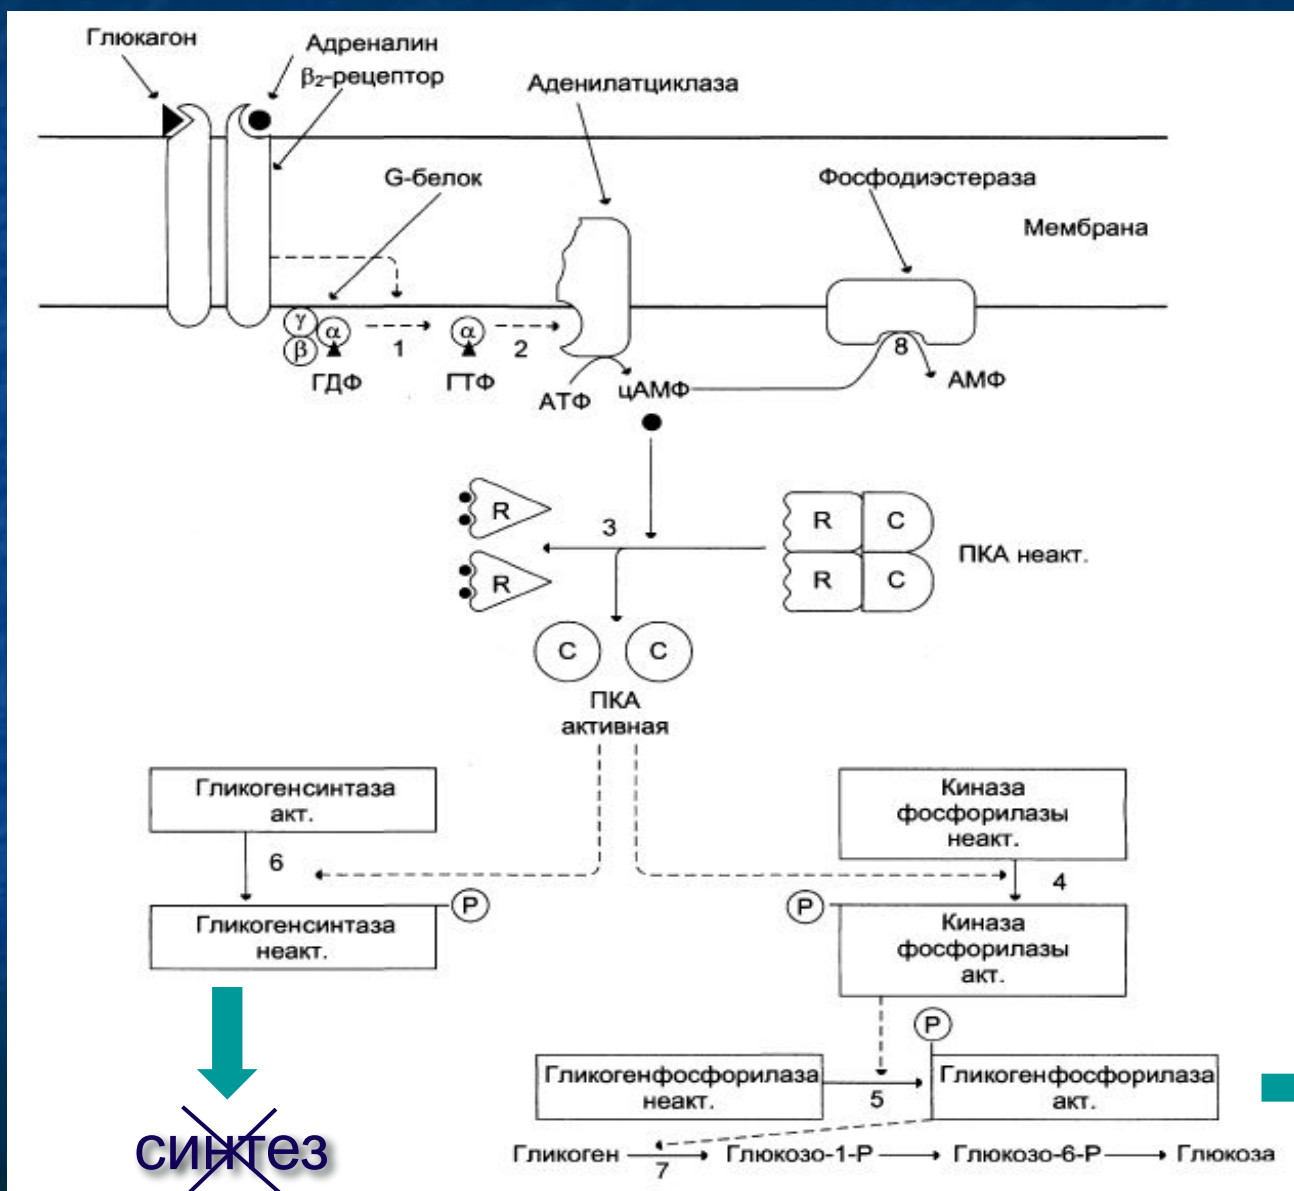 Глюкагон
Адреналин
β₂-рецептор
Аденилатциклаза
G-белок
Фосфодиэстераза
Мембрана
γ
α
β
1
α
2
8
ГДФ
ГТФ
АТФ
цАМФ
АМФ
R
3
R
C
ПКА неакт.
R
R
C
C
C
ПКА
активная
Гликогенсинтаза
акт.
Киназа
фосфорилазы
неакт.
6
4
P
P
Гликогенсинтаза
неакт.
Киназа
фосфорилазы
акт.
P
Гликогенфосфорилаза
неакт.
5
Гликогенфосфорилаза
акт.
синтез
Гликоген
7
Глюкозо-1-Р
Глюкозо-6-Р
Глюкоза